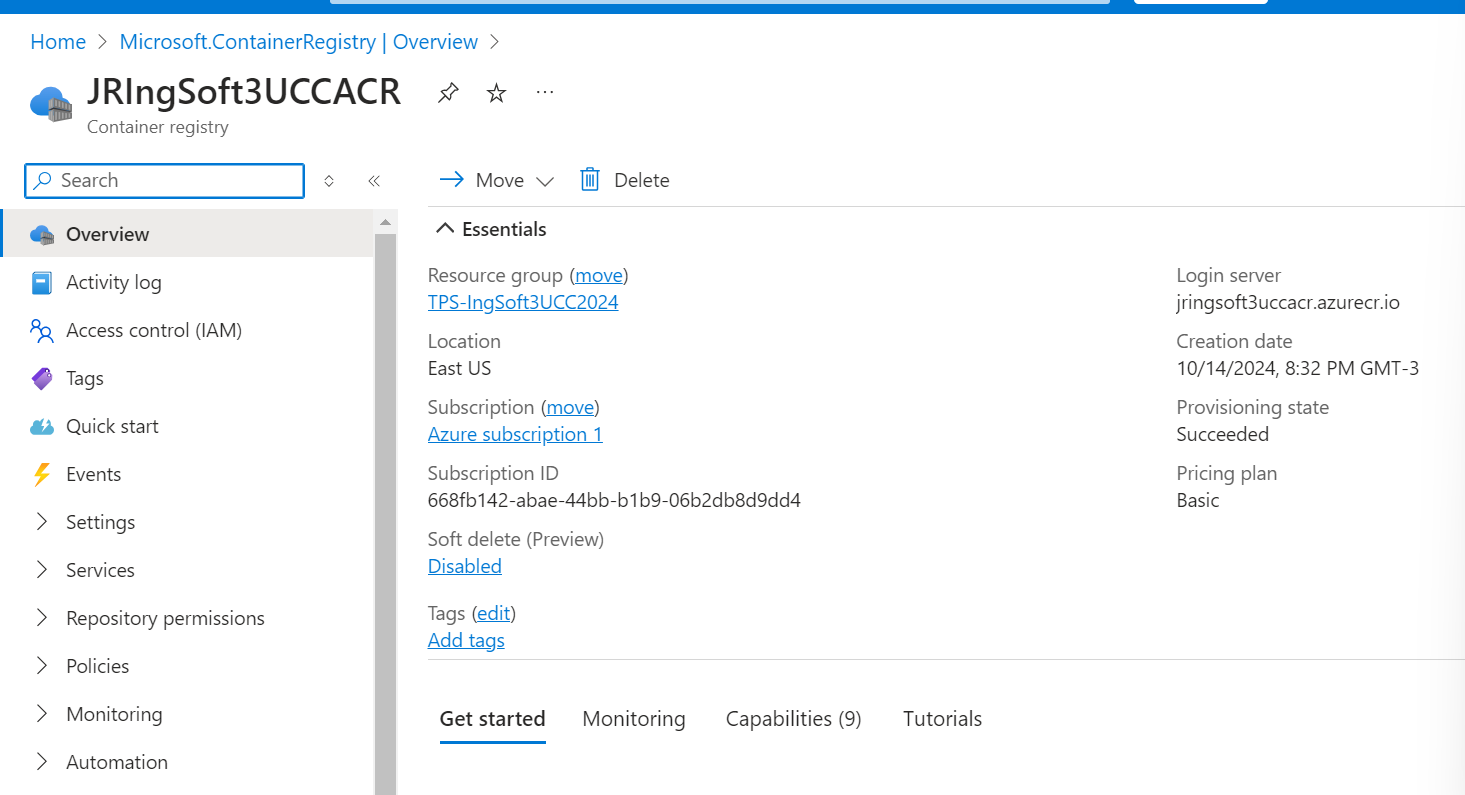 Home > Microsoft.ContainerRegistry | Overview >
JRIngSoft3UCCACR
Container registry
Search
Overview
Activity log
Access control (IAM)
Tags
Quick start
Events
Settings
Services
Repository permissions
Policies
Monitoring
Automation
Move
Delete
Essentials
Resource group (move)
TPS-IngSoft3UCC2024
Location
East US
Subscription (move)
Azure subscription 1
Subscription ID
668fb142-abae-44bb-b1b9-06b2db8d9dd4
Soft delete (Preview)
Disabled
Tags (edit)
Add tags
Login server
jringsoft3uccacr.azurecr.io
Creation date
10/14/2024, 8:32 PM GMT-3
Provisioning state
Succeeded
Pricing plan
Basic
Get started
Monitoring
Capabilities (9)
Tutorials